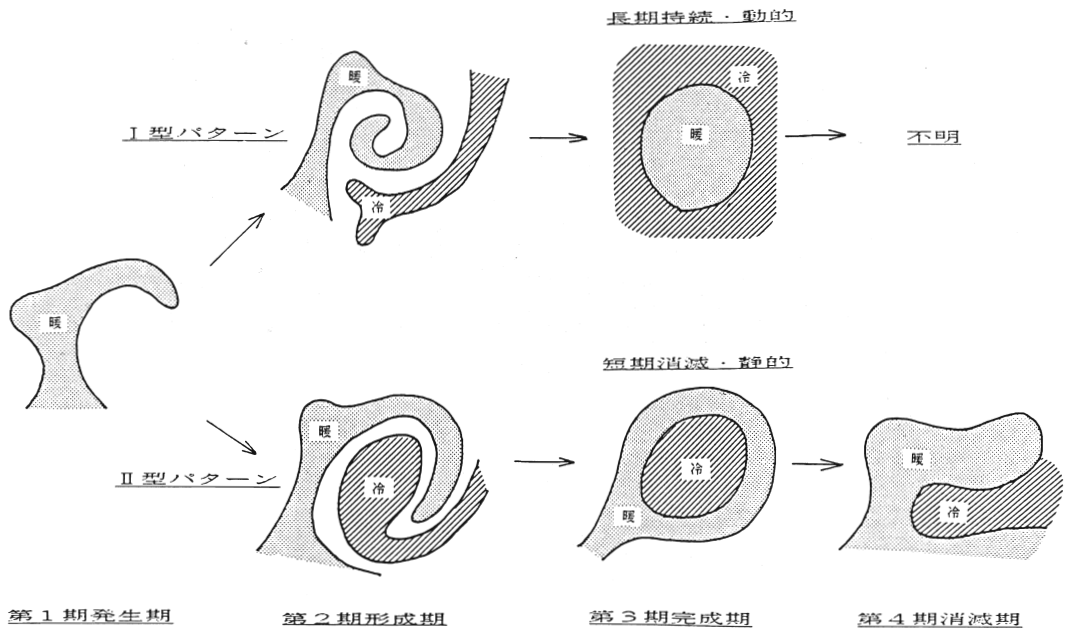 長期持続・動的
暖
冷
Ⅰ型パターン
暖
不明
冷
暖
短期消滅・静的
暖
暖
冷
Ⅱ型パターン
冷
冷
暖
第1期発生期
第2期形成期
第3期完成期
第4期消滅期